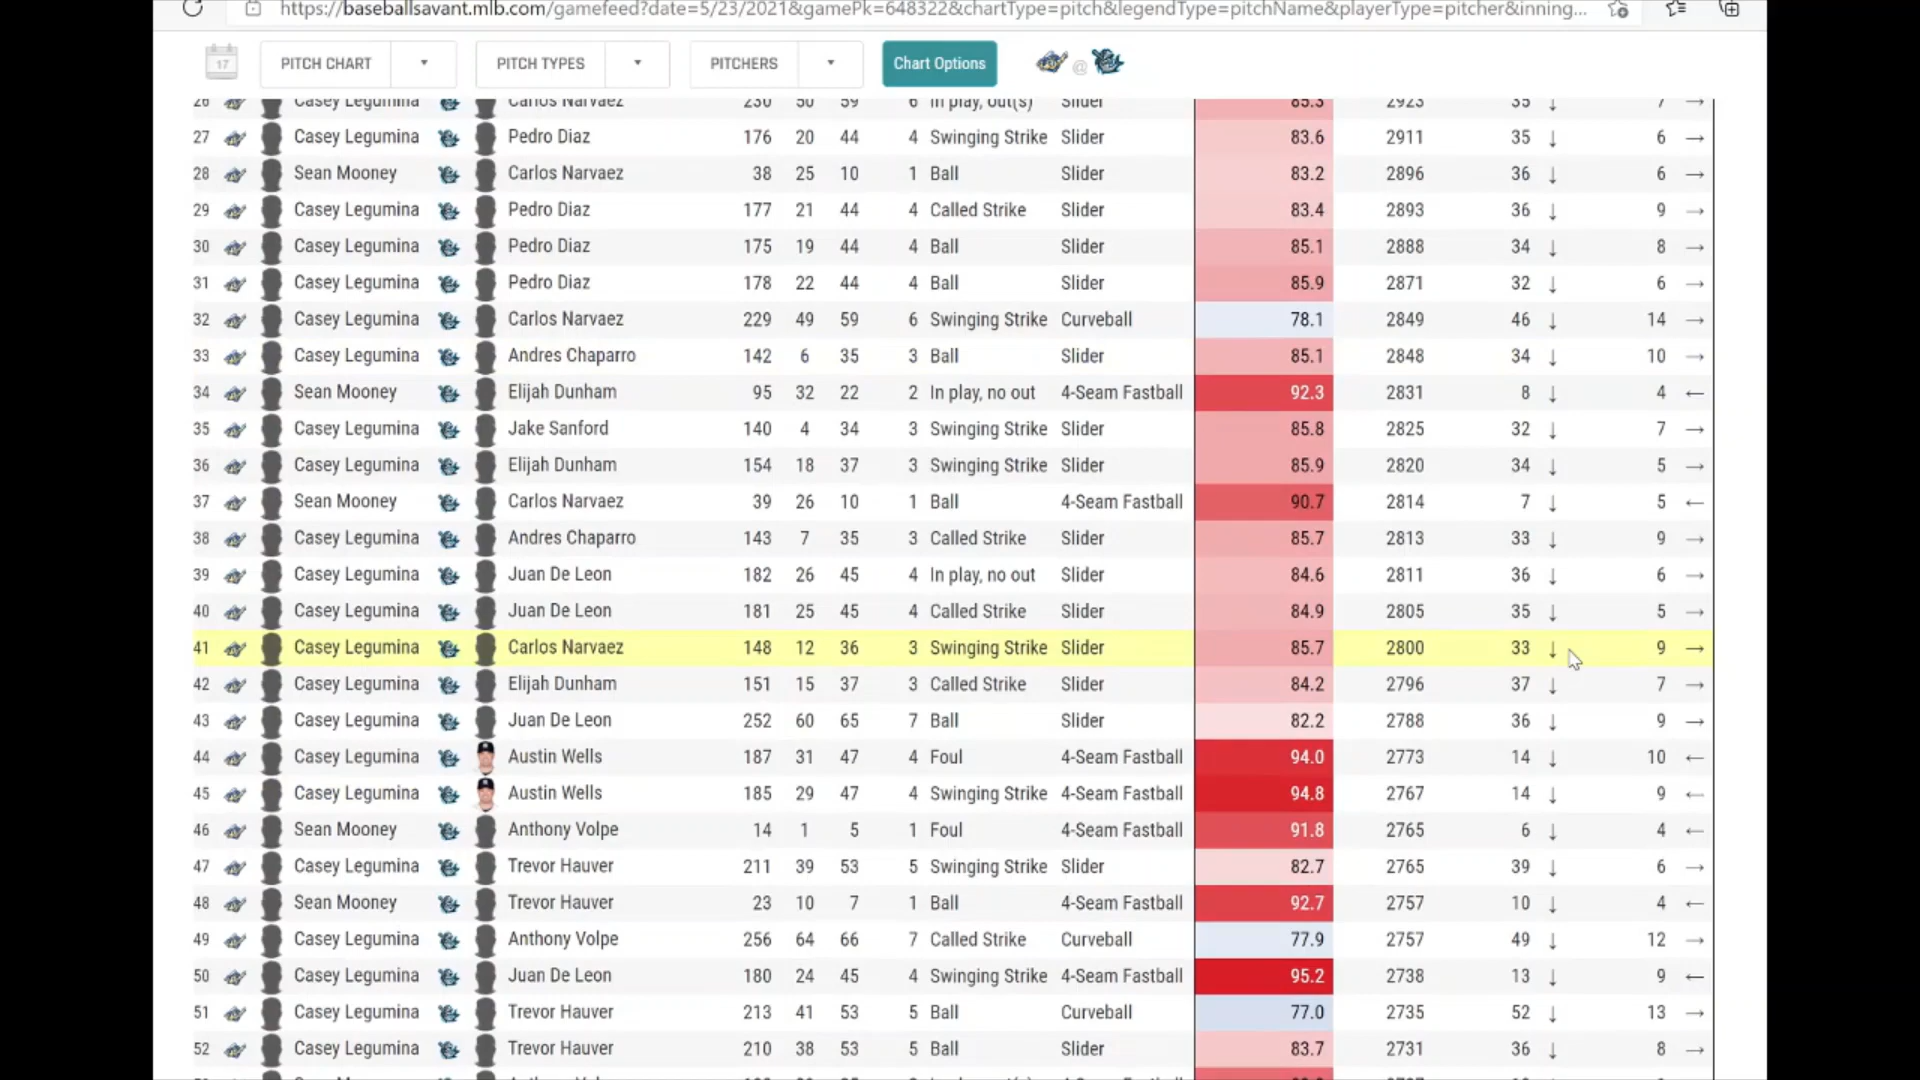 https://baseballsavant.mlb.com/gamefeed?date=5/23/2021&gamePk=648322&chartType=pitch&legendType=pitchName&playerType=pitcher&inning...
17 PITCH CHART PITCH TYPES PITCHERS Chart Options @
26 Casey Legumina Carlos Narvaez 230 50 59 6 In play, out(s) Slider 85.3 2923 35 ↓ 7 →
27 Casey Legumina Pedro Diaz 176 20 44 4 Swinging Strike Slider 83.6 2911 35 ↓ 6 →
28 Sean Mooney Carlos Narvaez 38 25 10 1 Ball Slider 83.2 2896 36 ↓ 6 →
29 Casey Legumina Pedro Diaz 177 21 44 4 Called Strike Slider 83.4 2893 36 ↓ 9 →
30 Casey Legumina Pedro Diaz 175 19 44 4 Ball Slider 85.1 2888 34 ↓ 8 →
31 Casey Legumina Pedro Diaz 178 22 44 4 Ball Slider 85.9 2871 32 ↓ 6 →
32 Casey Legumina Carlos Narvaez 229 49 59 6 Swinging Strike Curveball 78.1 2849 46 ↓ 14 →
33 Casey Legumina Andres Chaparro 142 6 35 3 Ball Slider 85.1 2848 34 ↓ 10 →
34 Sean Mooney Elijah Dunham 95 32 22 2 In play, no out 4-Seam Fastball 92.3 2831 8 ↓ 4 ←
35 Casey Legumina Jake Sanford 140 4 34 3 Swinging Strike Slider 85.8 2825 32 ↓ 7 →
36 Casey Legumina Elijah Dunham 154 18 37 3 Swinging Strike Slider 85.9 2820 34 ↓ 5 →
37 Sean Mooney Carlos Narvaez 39 26 10 1 Ball 4-Seam Fastball 90.7 2814 7 ↓ 5 ←
38 Casey Legumina Andres Chaparro 143 7 35 3 Called Strike Slider 85.7 2813 33 ↓ 9 →
39 Casey Legumina Juan De Leon 182 26 45 4 In play, no out Slider 84.6 2811 36 ↓ 6 →
40 Casey Legumina Juan De Leon 181 25 45 4 Called Strike Slider 84.9 2805 35 ↓ 5 →
41 Casey Legumina Carlos Narvaez 148 12 36 3 Swinging Strike Slider 85.7 2800 33 ↓ 9 →
42 Casey Legumina Elijah Dunham 151 15 37 3 Called Strike Slider 84.2 2796 37 ↓ 7 →
43 Casey Legumina Juan De Leon 252 60 65 7 Ball Slider 82.2 2788 36 ↓ 9 →
44 Casey Legumina Austin Wells 187 31 47 4 Foul 4-Seam Fastball 94.0 2773 14 ↓ 10 ←
45 Casey Legumina Austin Wells 185 29 47 4 Swinging Strike 4-Seam Fastball 94.8 2767 14 ↓ 9 ←
46 Sean Mooney Anthony Volpe 14 1 5 1 Foul 4-Seam Fastball 91.8 2765 6 ↓ 4 ←
47 Casey Legumina Trevor Hauver 211 39 53 5 Swinging Strike Slider 82.7 2765 39 ↓ 6 →
48 Sean Mooney Trevor Hauver 23 10 7 1 Ball 4-Seam Fastball 92.7 2757 10 ↓ 4 ←
49 Casey Legumina Anthony Volpe 256 64 66 7 Called Strike Curveball 77.9 2757 49 ↓ 12 →
50 Casey Legumina Juan De Leon 180 24 45 4 Swinging Strike 4-Seam Fastball 95.2 2738 13 ↓ 9 ←
51 Casey Legumina Trevor Hauver 213 41 53 5 Ball Curveball 77.0 2735 52 ↓ 13 →
52 Casey Legumina Trevor Hauver 210 38 53 5 Ball Slider 83.7 2731 36 ↓ 8 →